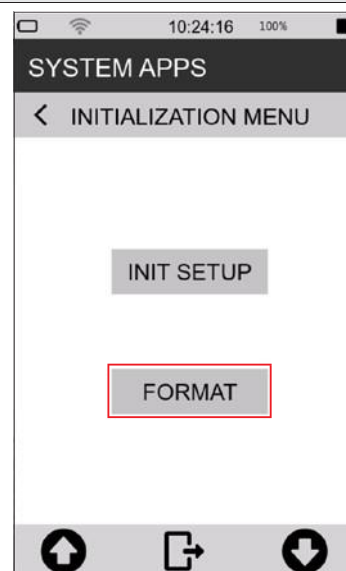 10:24:16 100%
SYSTEM APPS
INITIALIZATION MENU
INIT SETUP
FORMAT